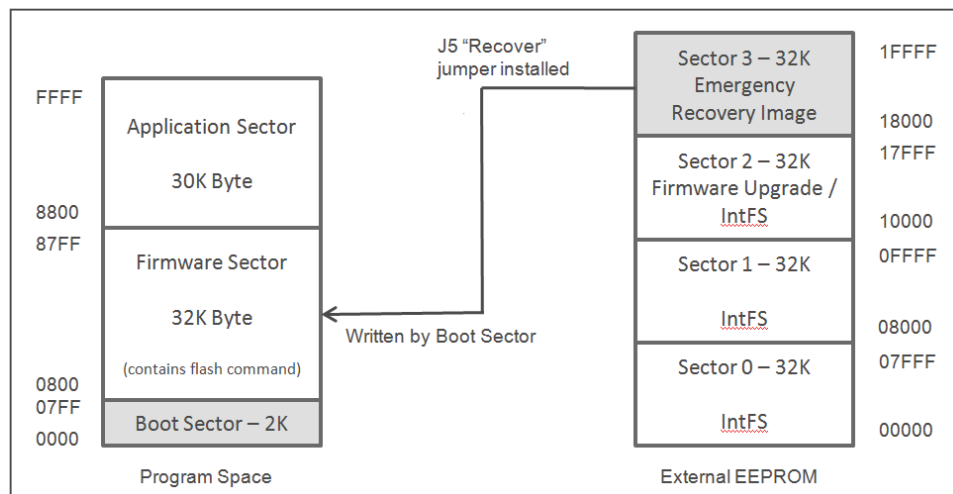 J5 “Recover”
jumper installed
FFFF
Application Sector
30K Byte
8800
87FF
Firmware Sector
32K Byte
(contains flash command)
0800
07FF
Boot Sector – 2K
0000
Program Space
Written by Boot Sector
Sector 3 – 32K
Emergency
Recovery Image
1FFFF
18000
Sector 2 – 32K
Firmware Upgrade /
IntFS
17FFF
10000
Sector 1 – 32K
IntFS
0FFFF
08000
Sector 0 – 32K
IntFS
07FFF
00000
External EEPROM